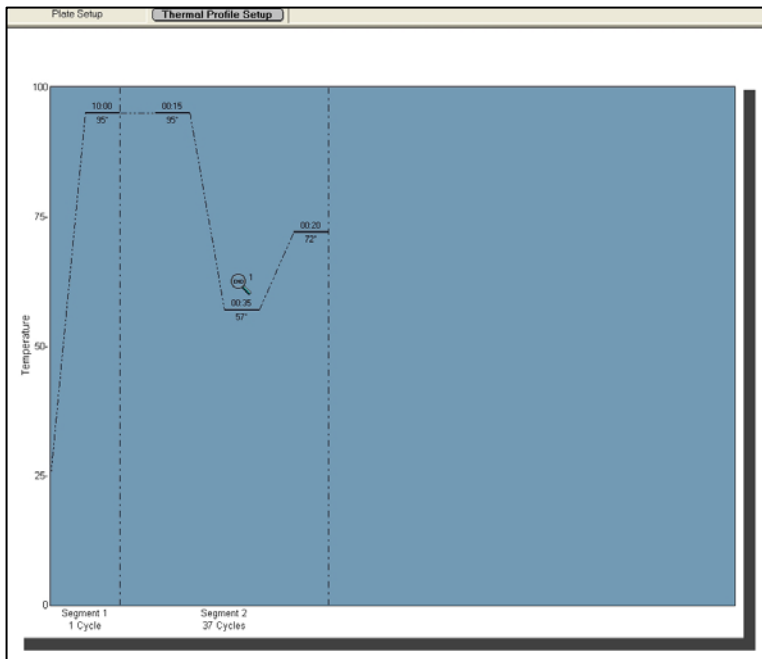 Plate Setup
Thermal Profile Setup
100
10:00
00:15
95°
95°
75-
00:20
72°
END
1
00:35
57°
50-
Temperature
25-
0
Segment 1
Segment 2
1 Cycle
37 Cycles